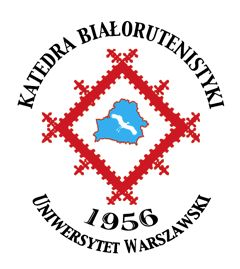 KATEDRA BIAŁORUTENISTYKI
1956
UNIWERSYTET WARSZAWSKI